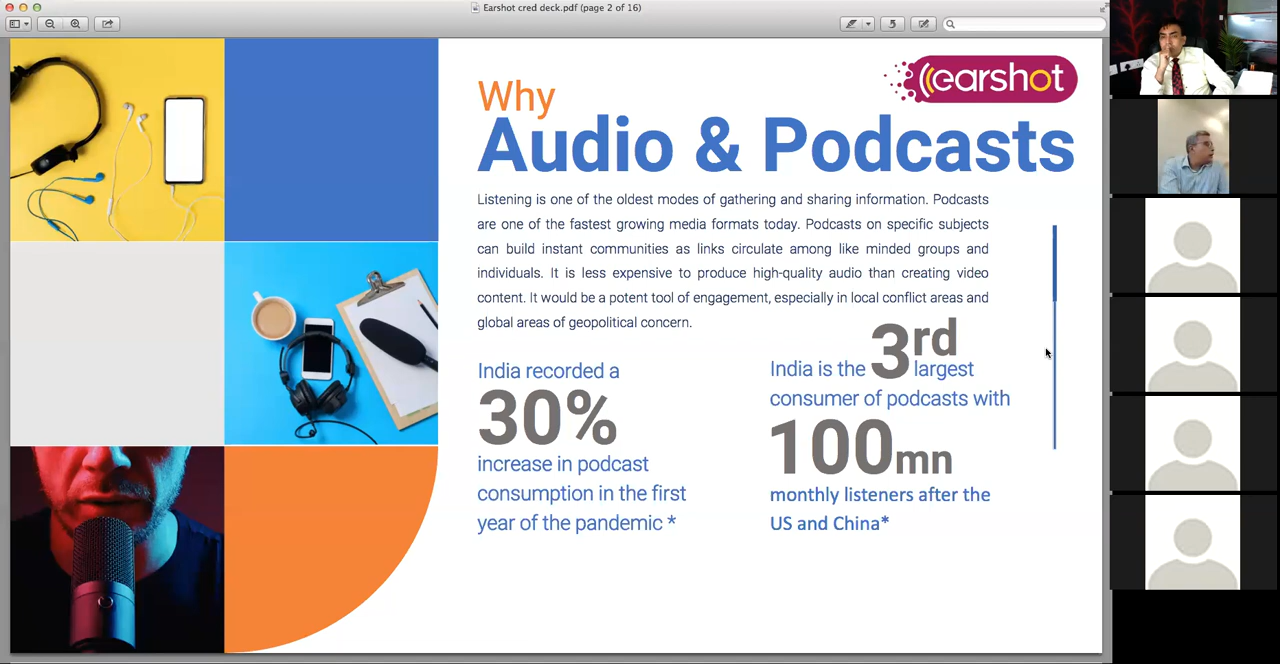 Earshot cred deck.pdf (page 2 of 16)
earshot
Why
Audio & Podcasts
Listening is one of the oldest modes of gathering and sharing information. Podcasts
are one of the fastest growing media formats today. Podcasts on specific subjects
can build instant communities as links circulate among like minded groups and
individuals. It is less expensive to produce high-quality audio than creating video
content. It would be a potent tool of engagement, especially in local conflict areas and
global areas of geopolitical concern.
India recorded a
30%
increase in podcast
consumption in the first
year of the pandemic *
India is the 3rd largest
consumer of podcasts with
100mn
monthly listeners after the
US and China*